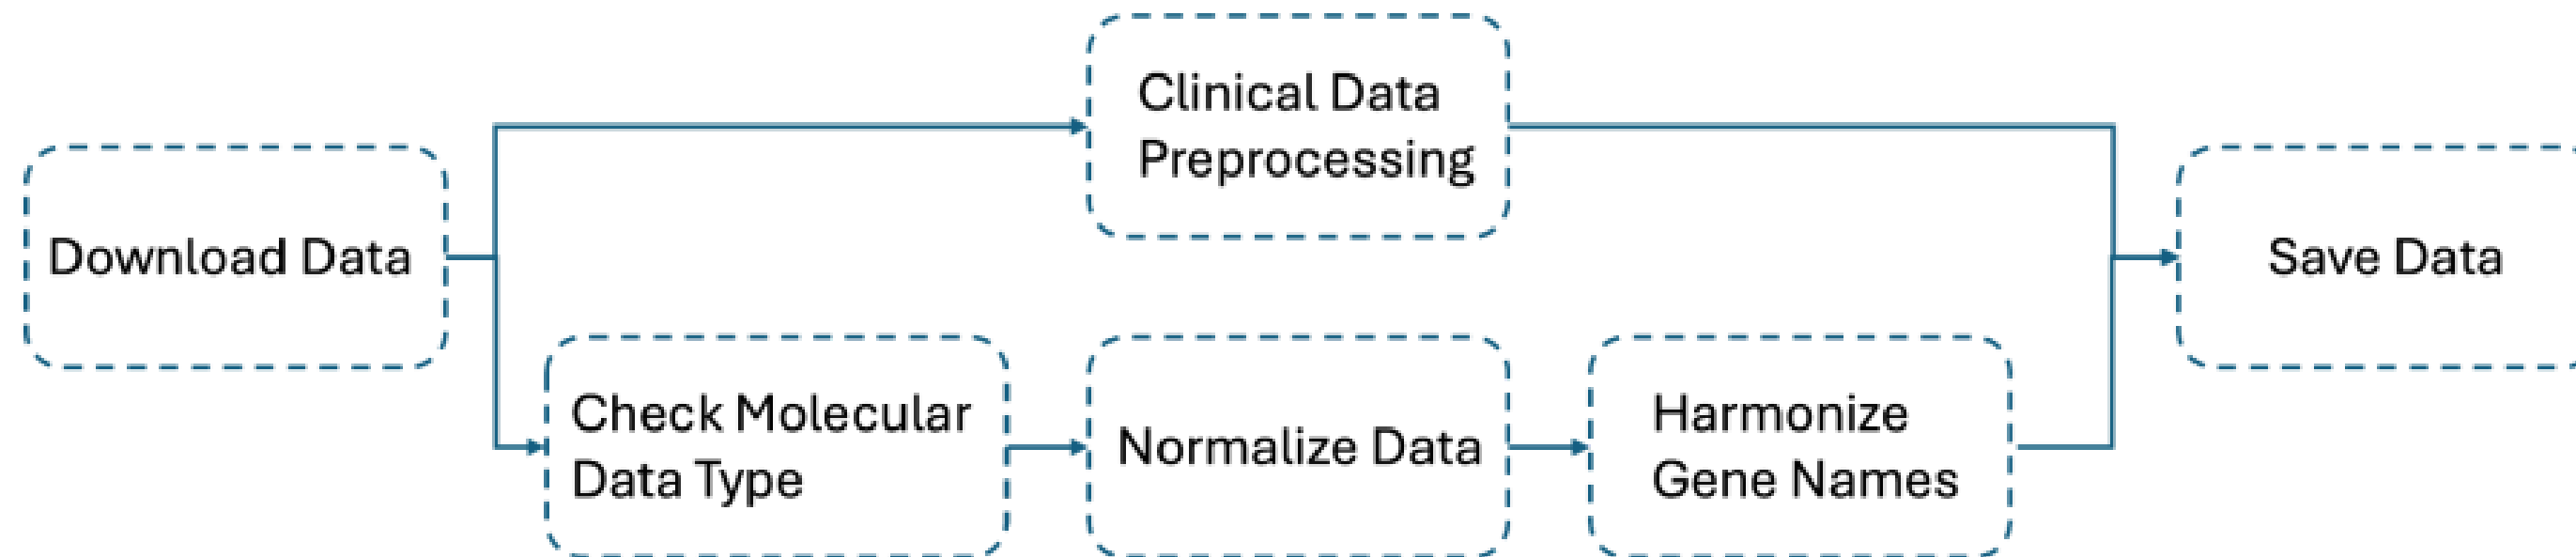 Download Data
Clinical Data
Preprocessing
Check Molecular
Data Type
Normalize Data
Harmonize
Gene Names
Save Data